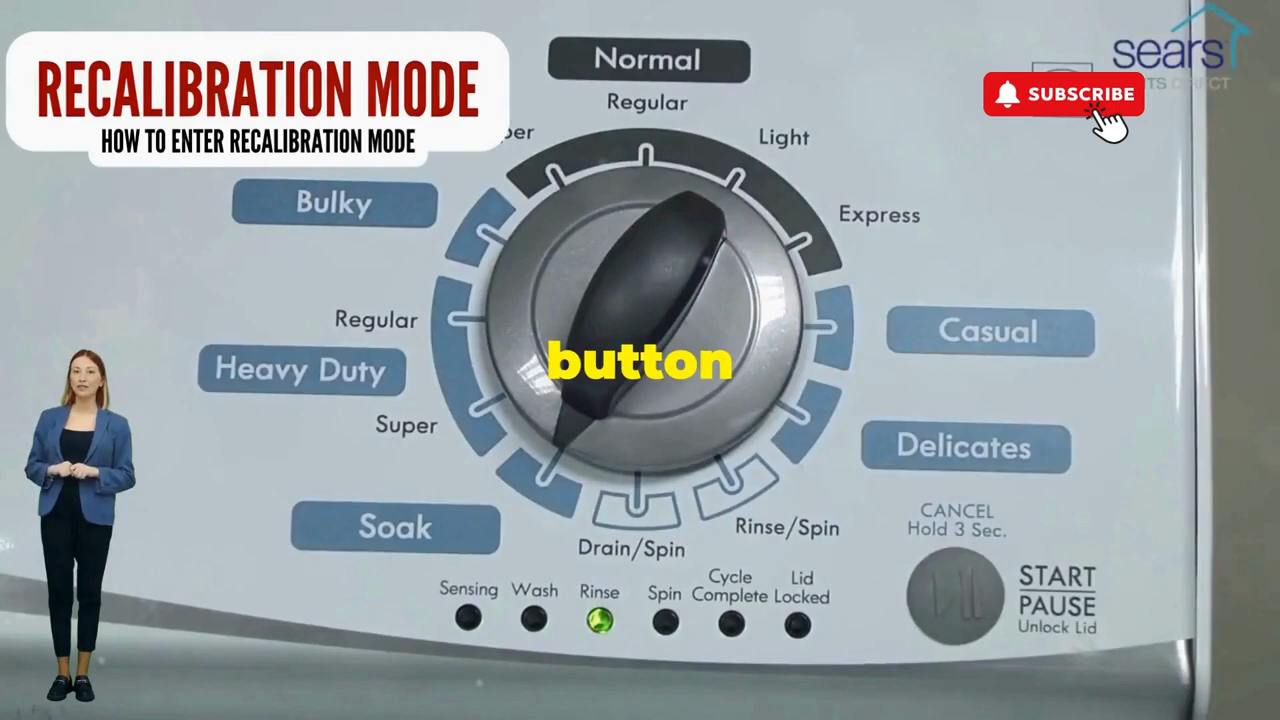 RECALIBRATION MODE
HOW TO ENTER RECALIBRATION MODE
Normal
Regular
Light
Express
sears
SUBSCRIBE
Bulky
Regular
Heavy Duty
Super
button
Casual
Delicates
Soak
Drain/Spin
Rinse/Spin
CANCEL
Hold 3 Sec.
Sensing
Wash
Rinse
Spin
Cycle
Complete
Lid
Locked
START
PAUSE
Unlock Lid